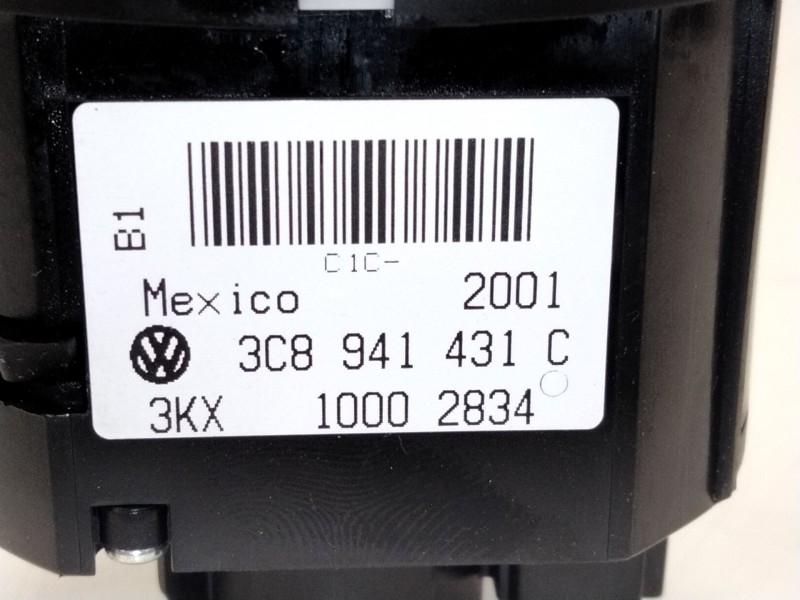 B1
C1C-
Mexico 2001
3C8 941 431 C
3KX 1000 2834